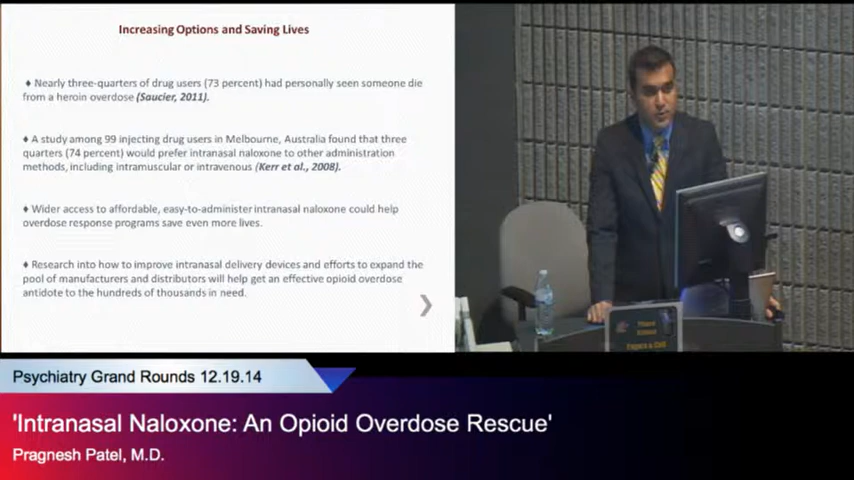 Increasing Options and Saving Lives
♦ Nearly three-quarters of drug users (73 percent) had personally seen someone die
from a heroin overdose (Saucier, 2011).
♦ A study among 99 injecting drug users in Melbourne, Australia found that three
quarters (74 percent) would prefer intranasal naloxone to other administration
methods, including intramuscular or intravenous (Kerr et al., 2008).
♦ Wider access to affordable, easy-to-administer intranasal naloxone could help
overdose response programs save even more lives.
♦ Research into how to improve intranasal delivery devices and efforts to expand the
pool of manufacturers and distributors will help get an effective opioid overdose
antidote to the hundreds of thousands in need.
Psychiatry Grand Rounds 12.19.14
'Intranasal Naloxone: An Opioid Overdose Rescue'
Pragnesh Patel, M.D.